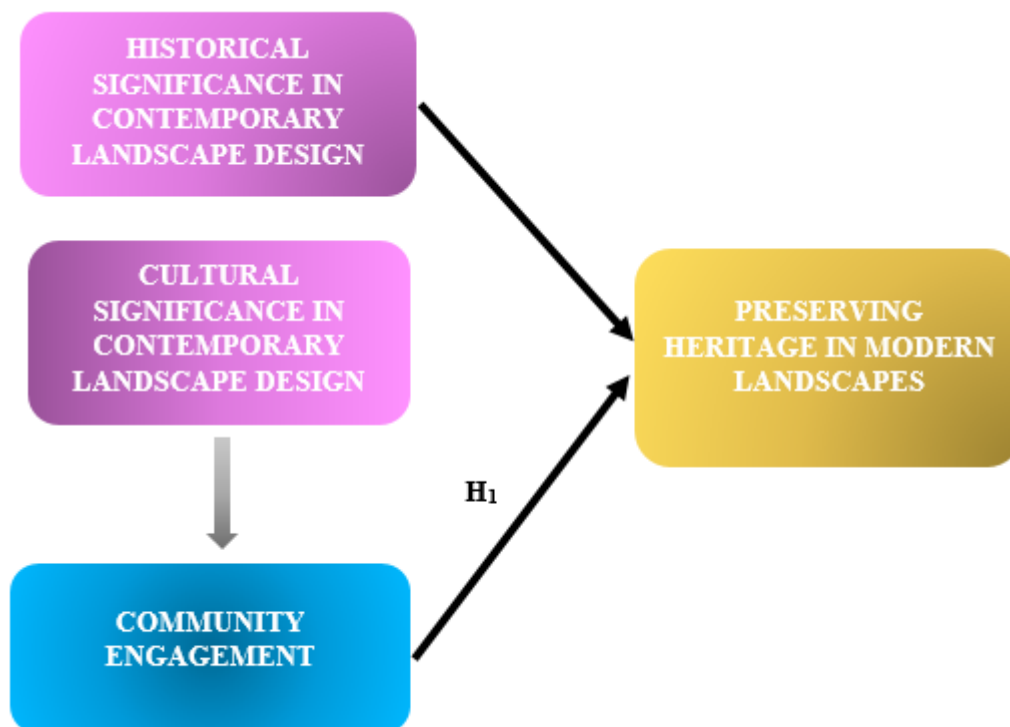 HISTORICAL
SIGNIFICANCE IN
CONTEMPORARY
LANDSCAPE DESIGN
CULTURAL
SIGNIFICANCE IN
CONTEMPORARY
LANDSCAPE DESIGN
PRESERVING
HERITAGE IN MODERN
LANDSCAPES
H₁
COMMUNITY
ENGAGEMENT